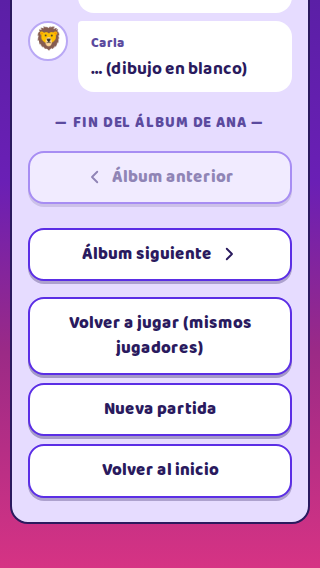 Carla
... (dibujo en blanco)
— FIN DEL ÁLBUM DE ANA —
Álbum anterior
Álbum siguiente
Volver a jugar (mismos
jugadores)
Nueva partida
Volver al inicio